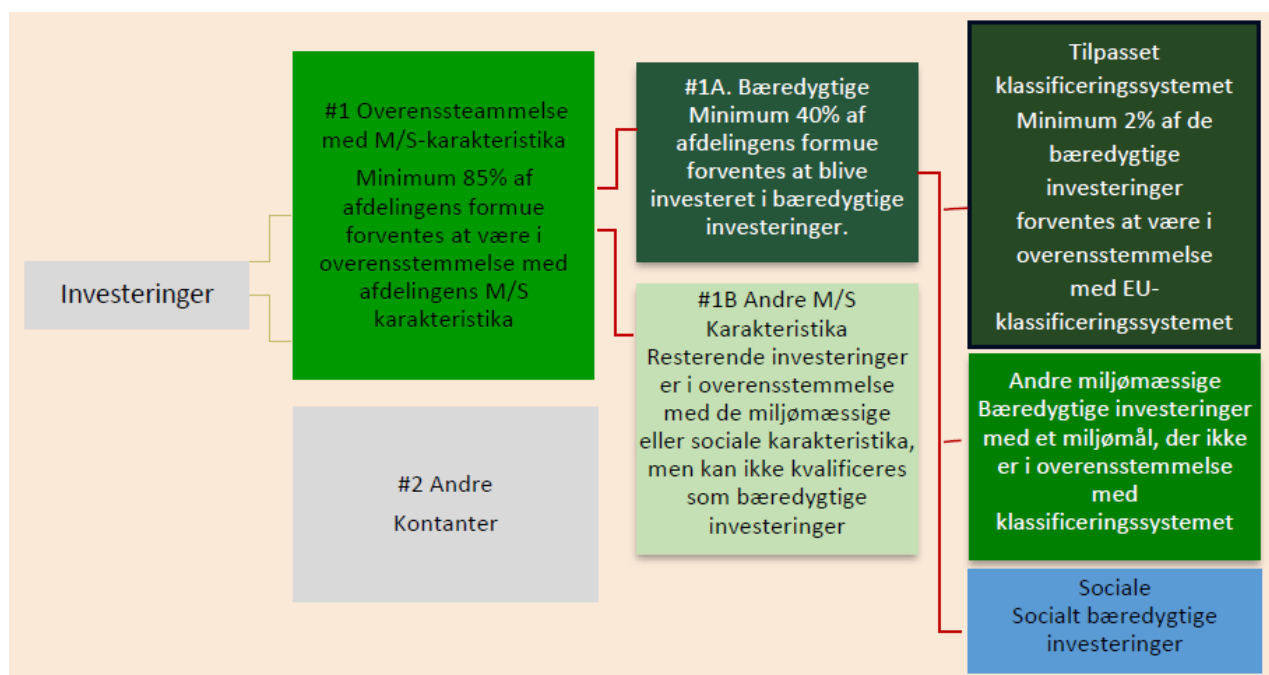 Investeringer
#1 Overenssteammelse
med M/S-karakteristika
Minimum 85% af
afdelingens formue
forventes at være i
overensstemmelse med
afdelingens M/S
karakteristika
#2 Andre
Kontanter
#1A. Bæredygtige
Minimum 40% af
afdelingens formue
forventes at blive
investeret i bæredygtige
investeringer.
#1B Andre M/S
Karakteristika
Resterende investeringer
er i overensstemmelse
med de miljømæssige
eller sociale karakteristika,
men kan ikke kvalificeres
som bæredygtige
investeringer
Tilpasset
klassificeringssystemet
Minimum 2% af de
bæredygtige
investeringer
forventes at være i
overensstemmelse
med EU-
klassificeringssystemet
Andre miljømæssige
Bæredygtige investeringer
med et miljømål, der ikke
er i overensstemmelse
med
klassificeringssystemet
Sociale
Socialt bæredygtige
investeringer